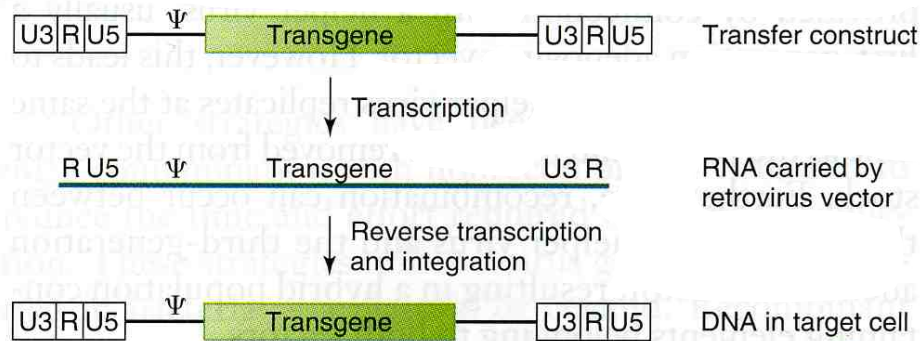 U3 R U5 Ψ Transgene U3 R U5 Transfer construct
Transcription
R U5 Ψ Transgene U3 R RNA carried by
retrovirus vector
Reverse transcription
and integration
U3 R U5 Ψ Transgene U3 R U5 DNA in target cell